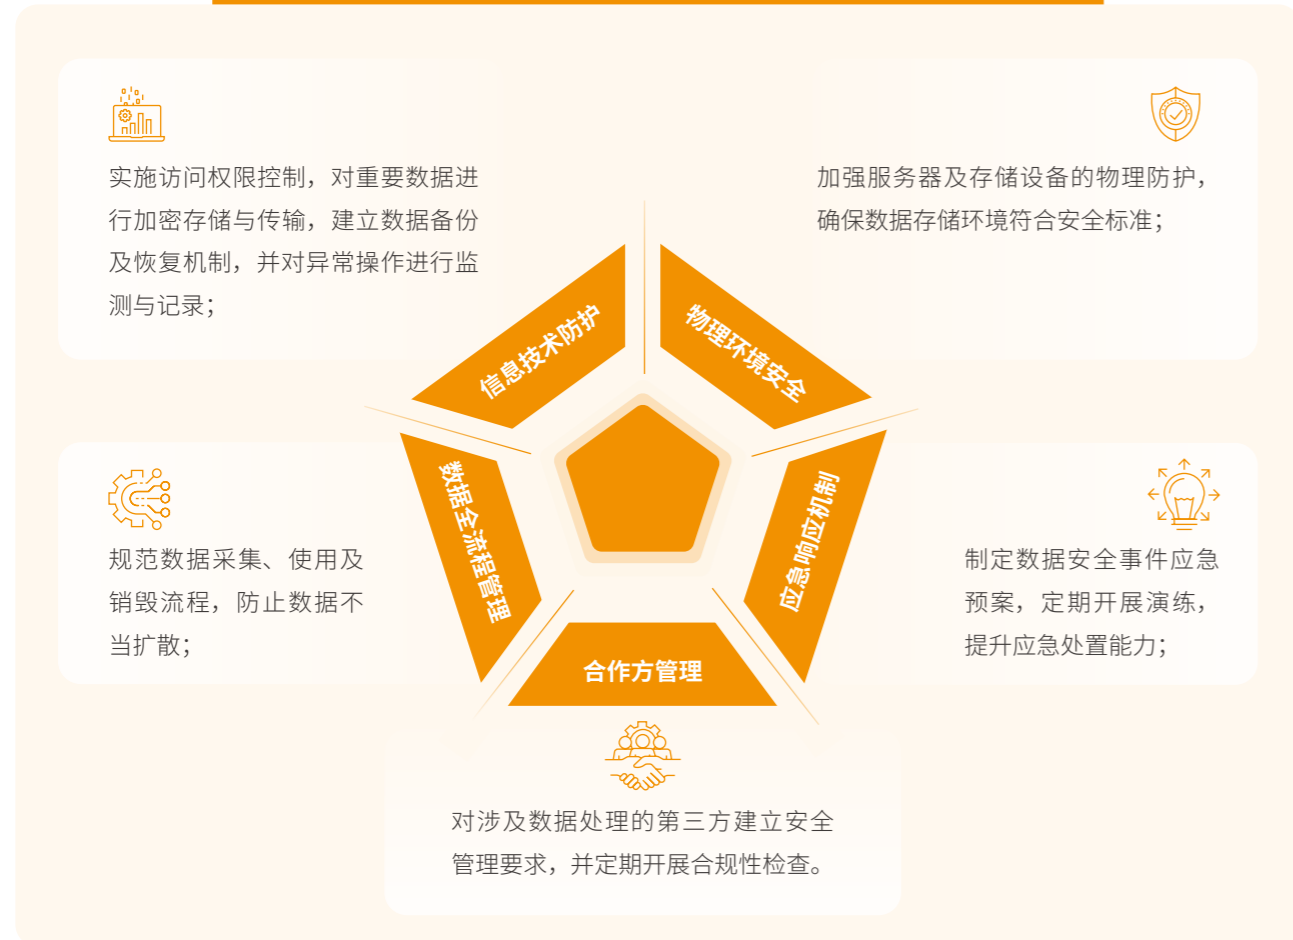 实施访问权限控制，对重要数据进
行加密存储与传输，建立数据备份
及恢复机制，并对异常操作进行监
测与记录；
加强服务器及存储设备的物理防护，
确保数据存储环境符合安全标准；
信息技术防护
物理环境安全
数据全流程管理
应急响应机制
合作方管理
规范数据采集、使用及
销毁流程，防止数据不
当扩散；
制定数据安全事件应急
预案，定期开展演练，
提升应急处置能力；
对涉及数据处理的第三方建立安全
管理要求，并定期开展合规性检查。